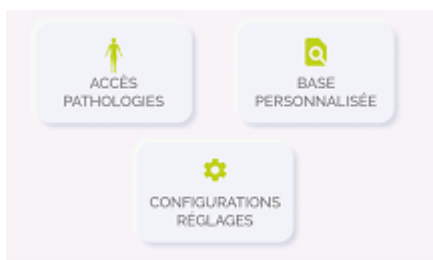 ACCÈS
PATHOLOGIES
BASE
PERSONNALISÉE
CONFIGURATIONS
RÉGLAGES